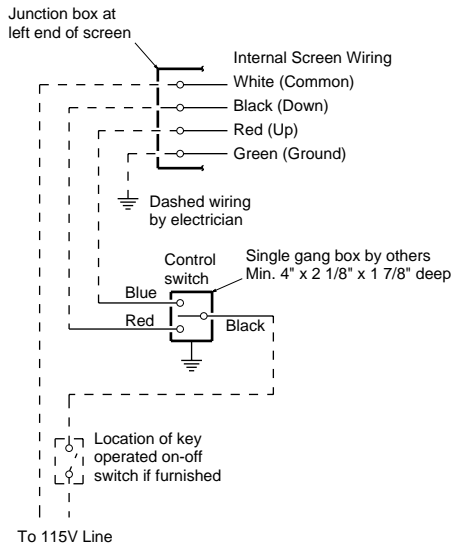 Junction box at
left end of screen
Internal Screen Wiring
White (Common)
Black (Down)
Red (Up)
Green (Ground)
Dashed wiring
by electrician
Control
switch
Single gang box by others
Min. 4" x 2 1/8" x 1 7/8" deep
Blue
Red
Black
Location of key
operated on-off
switch if furnished
To 115V Line